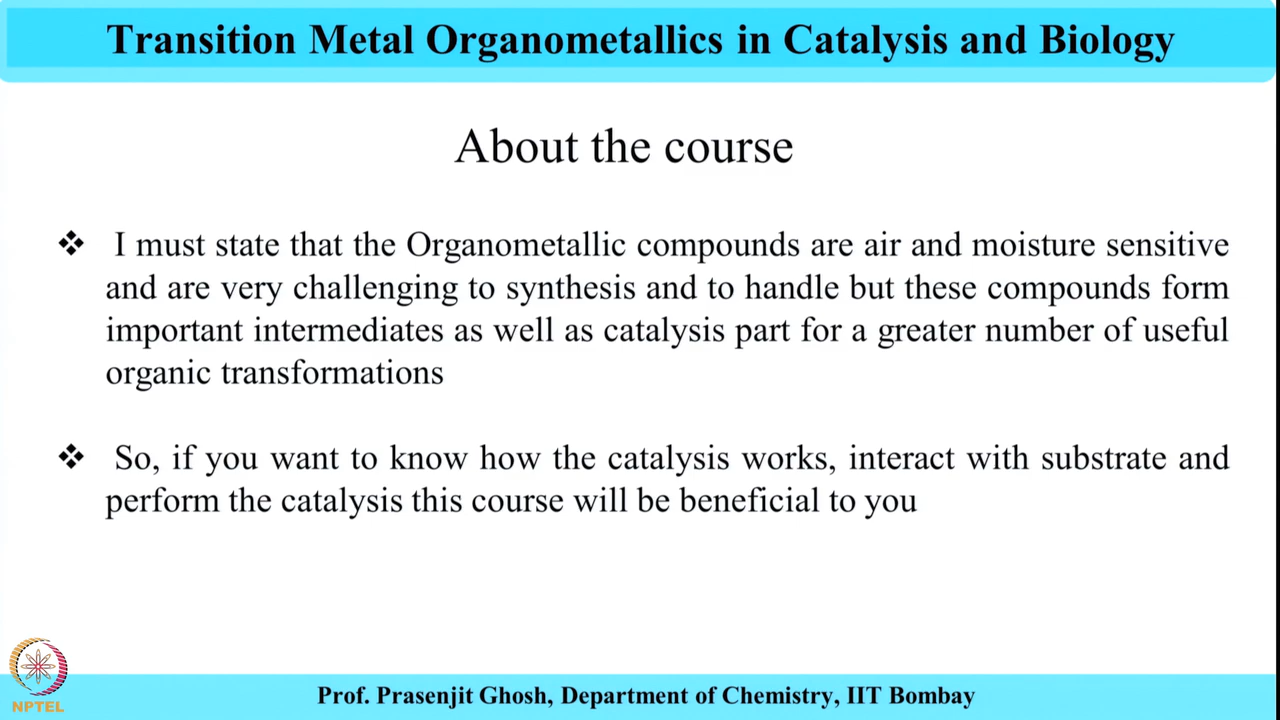 Transition Metal Organometallics in Catalysis and Biology
About the course
❖ I must state that the Organometallic compounds are air and moisture sensitive
and are very challenging to synthesis and to handle but these compounds form
important intermediates as well as catalysis part for a greater number of useful
organic transformations
❖ So, if you want to know how the catalysis works, interact with substrate and
perform the catalysis this course will be beneficial to you
NPTEL
Prof. Prasenjit Ghosh, Department of Chemistry, IIT Bombay